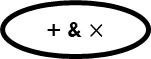 + & ×